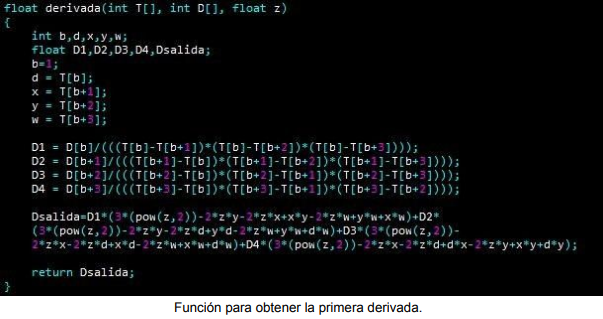 float derivada(int T[], int D[], float z)
{
int b,d,x,y,w;
float D1,D2,D3,D4,Dsalida;
b=1;
d = T[b];
x = T[b+1];
y = T[b+2];
w = T[b+3];
D1 = D[b]/(((T[b]-T[b+1])*(T[b]-T[b+2])*(T[b]-T[b+3])));
D2 = D[b+1]/(((T[b+1]-T[b])*(T[b+1]-T[b+2])*(T[b+1]-T[b+3])));
D3 = D[b+2]/(((T[b+2]-T[b])*(T[b+2]-T[b+1])*(T[b+2]-T[b+3])));
D4 = D[b+3]/(((T[b+3]-T[b])*(T[b+3]-T[b+1])*(T[b+3]-T[b+2])));
Dsalida=D1*(3*(pow(z,2))-2*z*y-2*z*x+x*y-2*z*w+y*w+x*w)+D2*
(3*(pow(z,2))-2*z*y-2*z*d+y*d-2*z*w+y*w+d*w)+D3*(3*(pow(z,2))-
2*z*x-2*z*d+x*d-2*z*w+x*w+d*w)+D4*(3*(pow(z,2))-2*z*x-2*z*d+d*x-2*z*y+x*y+d*y);
return Dsalida;
}
Función para obtener la primera derivada.